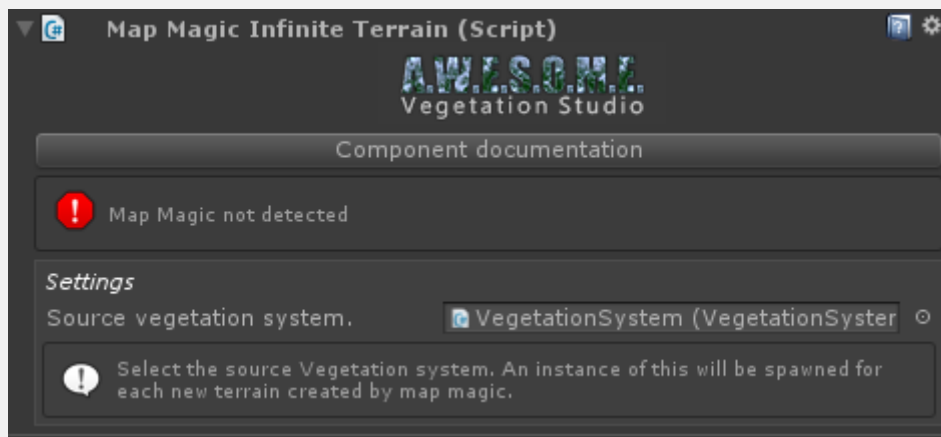 Map Magic Infinite Terrain (Script)
A.W.E.S.O.M.E.
Vegetation Studio
Component documentation
Map Magic not detected
Settings
Source vegetation system.
VegetationSystem (VegetationSyster
Select the source Vegetation system. An instance of this will be spawned for
each new terrain created by map magic.